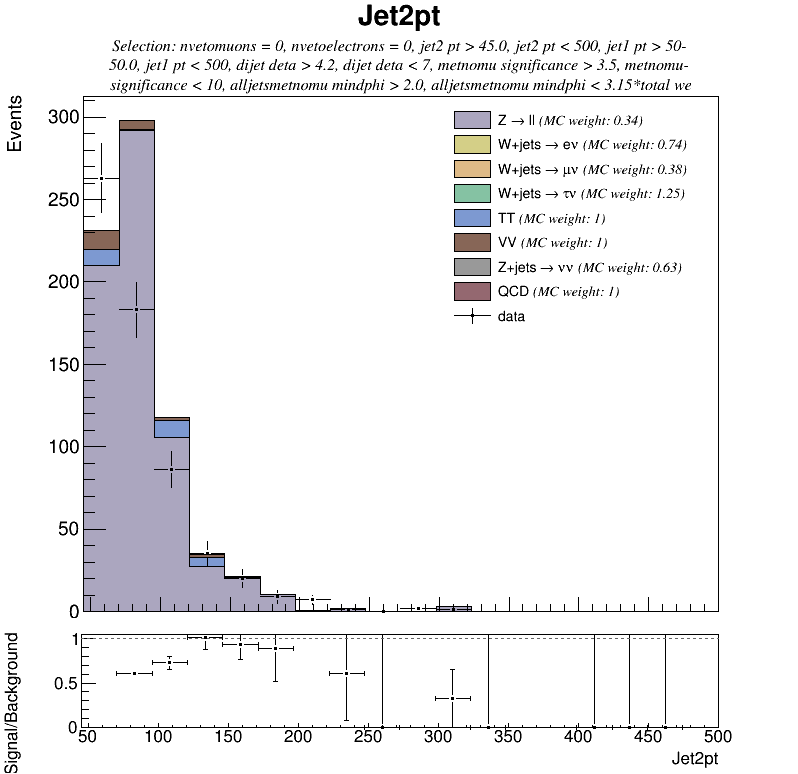 Jet2pt
Selection: nvetomuons = 0, nvetoelectrons = 0, jet2 pt > 45.0, jet2 pt < 500, jet1 pt > 50-
50.0, jet1 pt < 500, dijet deta > 4.2, dijet deta < 7, metnomu significance > 3.5, metnomu-
significance < 10, alljetsmetnomu mindphi > 2.0, alljetsmetnomu mindphi < 3.15*total we
Events
300
250
200
150
100
50
0
Z → ll (MC weight: 0.34)
W+jets → eν (MC weight: 0.74)
W+jets → μν (MC weight: 0.38)
W+jets → τν (MC weight: 1.25)
TT (MC weight: 1)
VV (MC weight: 1)
Z+jets → νν (MC weight: 0.63)
QCD (MC weight: 1)
data
Signal/Background
1
0.5
0
50 100 150 200 250 300 350 400 450 500
Jet2pt